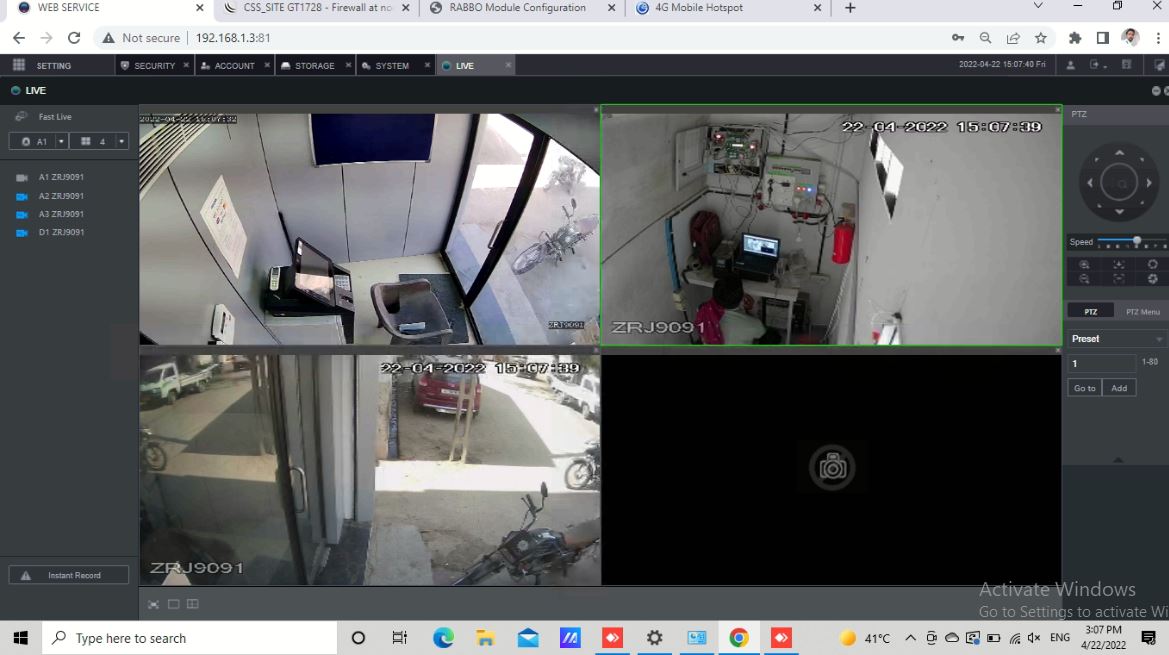 WEB SERVICE
CSS_SITE GT1728 - Firewall at no
RABBO Module Configuration
4G Mobile Hotspot
Not secure
192.168.1.3:81
SETTING
SECURITY
ACCOUNT
STORAGE
SYSTEM
LIVE
2022-04-22 15:07:40 Fri
LIVE
Fast Live
A1
4
A1 ZRJ9091
A2 ZRJ9091
A3 ZRJ9091
D1 ZRJ9091
2022-04-22 15:07:32
ZRJ9091
22-04-2022 15:07:39
ZRJ9091
22-04-2022 15:07:39
ZRJ9091
PTZ
Speed
PTZ
PTZ Menu
Preset
1
1-80
Go to
Add
Instant Record
Activate Windows
Go to Settings to activate Wi
Type here to search
41°C
ENG
3:07 PM
4/22/2022